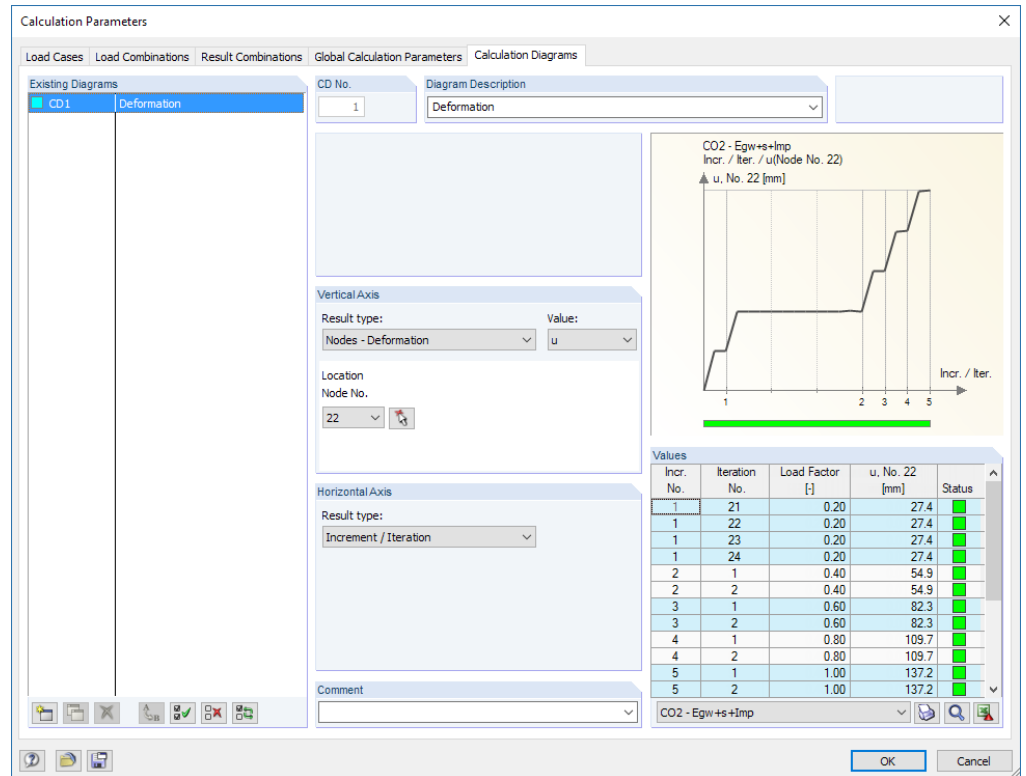 Calculation Parameters
Load Cases Load Combinations Result Combinations Global Calculation Parameters Calculation Diagrams
Existing Diagrams
CD1 Deformation
CD No.
1
Diagram Description
Deformation
Vertical Axis
Result type: Value:
Nodes - Deformation u
Location
Node No.
22
Horizontal Axis
Result type:
Increment / Iteration
Comment
CO2 - Egw+s+Imp
Incr. / Iter. / u(Node No. 22)
u, No. 22 [mm]
Incr. / Iter.
1 2 3 4 5
Values
Incr. Iteration Load Factor u, No. 22
No. No. [-] [mm] Status
1 21 0.20 27.4
1 22 0.20 27.4
1 23 0.20 27.4
1 24 0.20 27.4
2 1 0.40 54.9
2 2 0.40 54.9
3 1 0.60 82.3
3 2 0.60 82.3
4 1 0.80 109.7
4 2 0.80 109.7
5 1 1.00 137.2
5 2 1.00 137.2
CO2 - Egw+s+Imp
OK Cancel